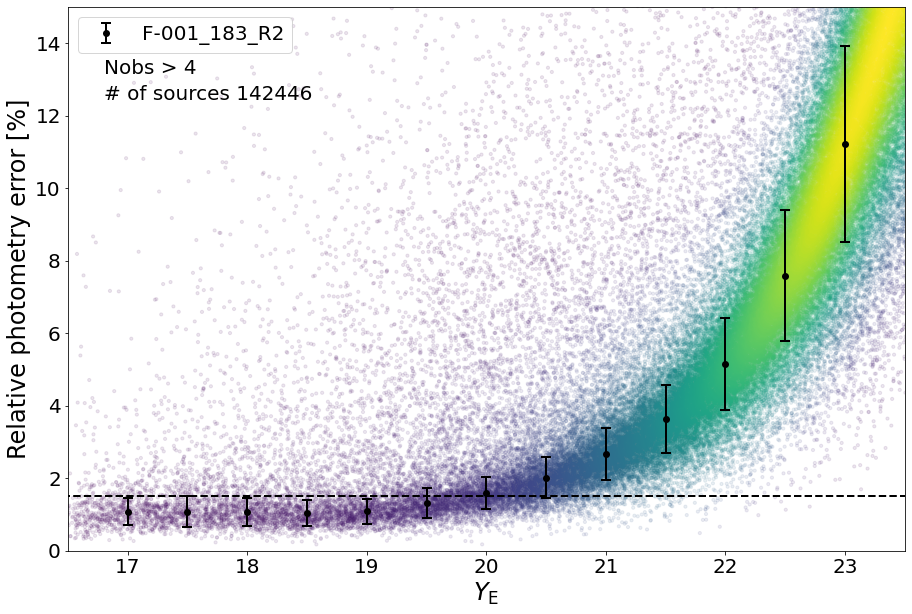 F-001_183_R2
Nobs > 4
# of sources 142446
Relative photometry error [%]
14
12
10
8
6
4
2
0
17 18 19 20 21 22 23
Y_E